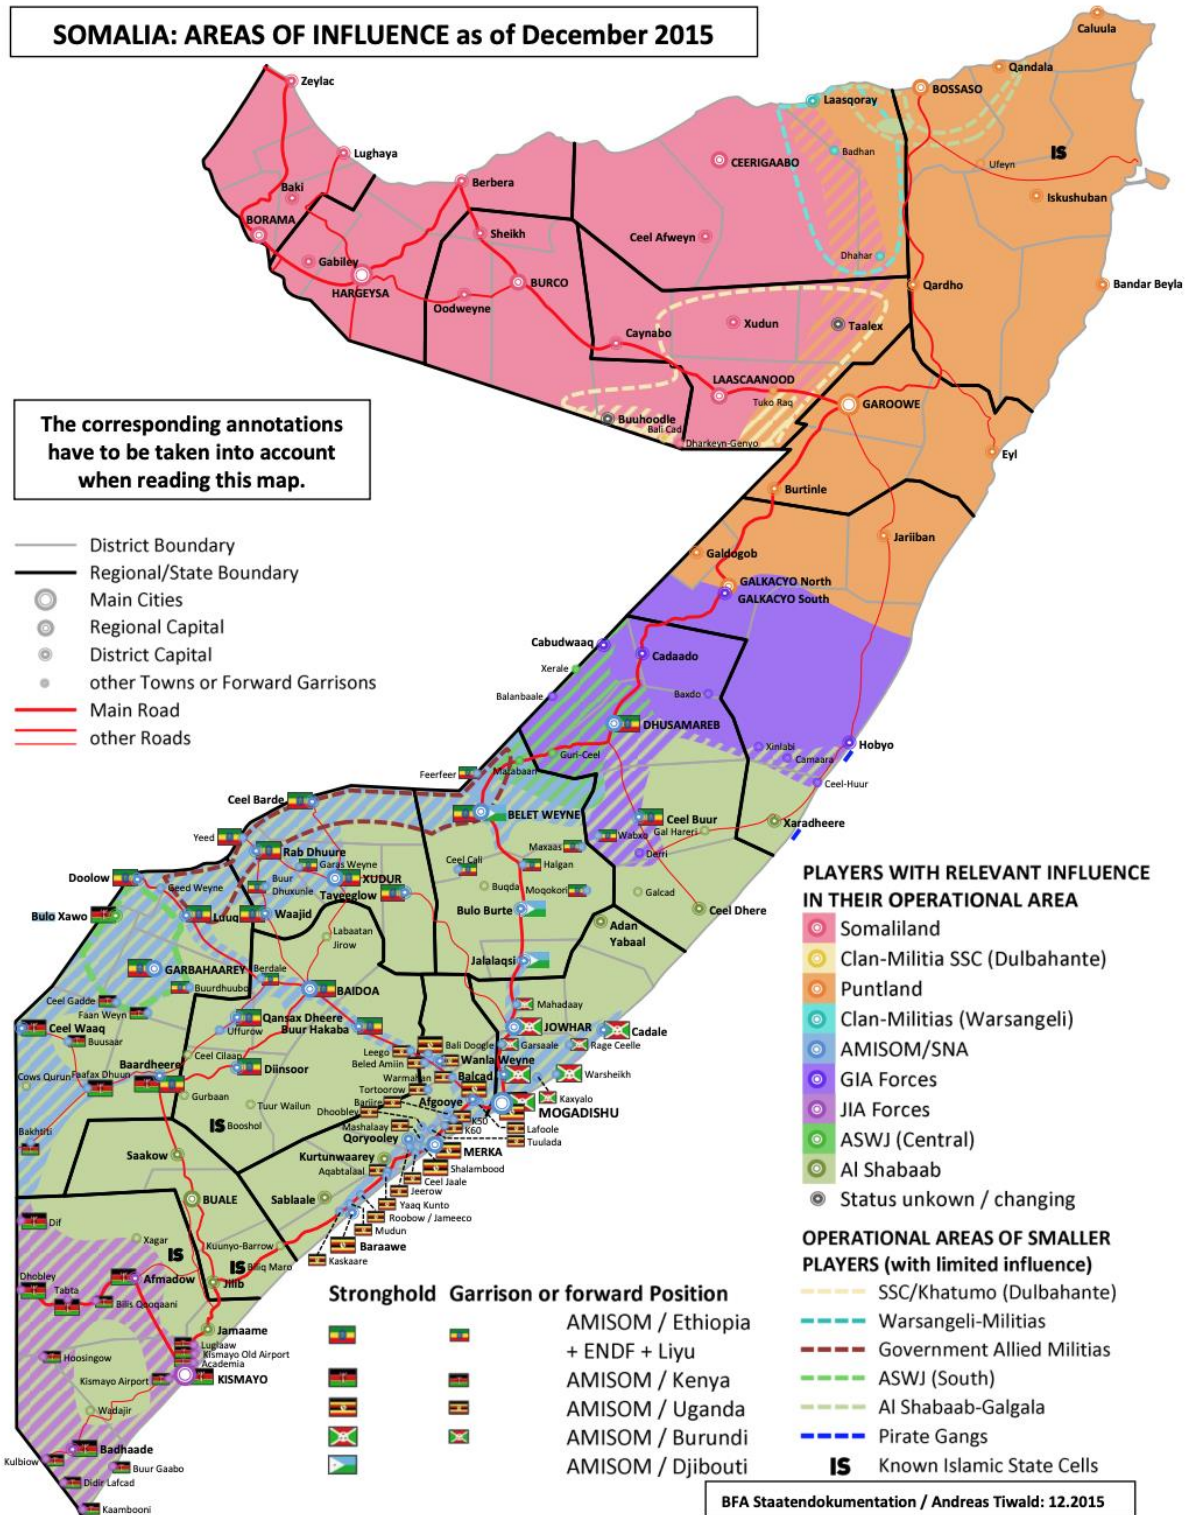 SOMALIA: AREAS OF INFLUENCE as of December 2015
Caluula
Qandala
Zeylac
BOSSASO
Laasqoray
Lughaya
Badhan
CEERIGAABO
Ufeyn
IS
Berbera
Baki
Iskushuban
BORAMA
Sheikh
Ceel Afweyn
Gabiley
Dhahar
HARGEYSA
BURCO
Qardho
Bandar Beyla
Oodweyne
Xudun
Taalex
Caynabo
LAASCAANOOD
Tuko Raq
GAROOWE
Buuhoodle
Bali Cad
Dharkeyn-Genyo
Eyl
The corresponding annotations
have to be taken into account
when reading this map.
Burtinle
Jariiban
Galdogob
GALKACYO North
GALKACYO South
District Boundary
Regional/State Boundary
Main Cities
Regional Capital
District Capital
other Towns or Forward Garrisons
Main Road
other Roads
Cabudwaaq
Cadaado
Xerale
Balanbaale
Baxdo
DHUSAMAREB
Hobyo
Xinlabi
Camaara
Guri-Ceel
Matabaan
Feerfeer
Ceel-Huur
Ceel Barde
BELET WEYNE
Ceel Buur
Xaradheere
Yeed
Wabxo
Gal Hareri
Rab Dhuure
Maxaas
Derri
Garas Weyne
Ceel Cali
Halgan
Doolow
Buur
Dhuxunle
XUDUR
Geed Weyne
Tayeeglow
Buqda
Moqokori
Galcad
Bulo Xawo
Luuq
Waajid
Bulo Burte
Ceel Dhere
Adan
Yabaal
Labaatan
Jirow
Jalalaqsi
GARBAHAAREY
Berdale
Buurdhuubo
BAIDOA
Ceel Gadde
Faan Weyn
Mahadaay
Qansax Dheere
Uffurow
Buur Hakaba
JOWHAR
Cadale
Ceel Waaq
Buusaar
Bali Doogle
Garsaale
Rage Ceelle
Leego
Ceel Cilaan
Beled Amiin
Wanla Weyne
Baardheere
Diinsoor
Warmahan
Balcad
Warsheikh
Cows Qurun
Faafax Dhuun
Tortoorow
Kaxyalo
Gurbaan
Tuur Wailun
Bariire
Afgooye
MOGADISHU
Dhoobley
K50
Lafoole
IS
Booshol
Mashalaay
K60
Tuulada
Bakhtiti
Qoryooley
MERKA
Saakow
Kurtunwaarey
Shalambood
Aqabtalaal
Ceel Jaale
BUALE
Sablaale
Jeerow
Yaaq Kunto
Dif
Roobow / Jameeco
Xagar
Mudun
IS
Kuunyo-Barrow
Baraawe
Kaskaare
IS
Biliq Maro
Dhobley
Afmadow
Jilib
Tabta
Bilis Qooqaani
Jamaame
Luglaaw
Kismayo Old Airport
Academia
Hoosingow
Kismayo Airport
KISMAYO
Wadajir
Badhaade
Kulbiow
Buur Gaabo
Didir Lafcad
Kaambooni
Stronghold Garrison or forward Position
AMISOM / Ethiopia
+ ENDF + Liyu
AMISOM / Kenya
AMISOM / Uganda
AMISOM / Burundi
AMISOM / Djibouti
PLAYERS WITH RELEVANT INFLUENCE
IN THEIR OPERATIONAL AREA
Somaliland
Clan-Militia SSC (Dulbahante)
Puntland
Clan-Militias (Warsangeli)
AMISOM/SNA
GIA Forces
JIA Forces
ASWJ (Central)
Al Shabaab
Status unkown / changing
OPERATIONAL AREAS OF SMALLER
PLAYERS (with limited influence)
SSC/Khatumo (Dulbahante)
Warsangeli-Militias
Government Allied Militias
ASWJ (South)
Al Shabaab-Galgala
Pirate Gangs
IS Known Islamic State Cells
BFA Staatendokumentation / Andreas Tiwald: 12.2015